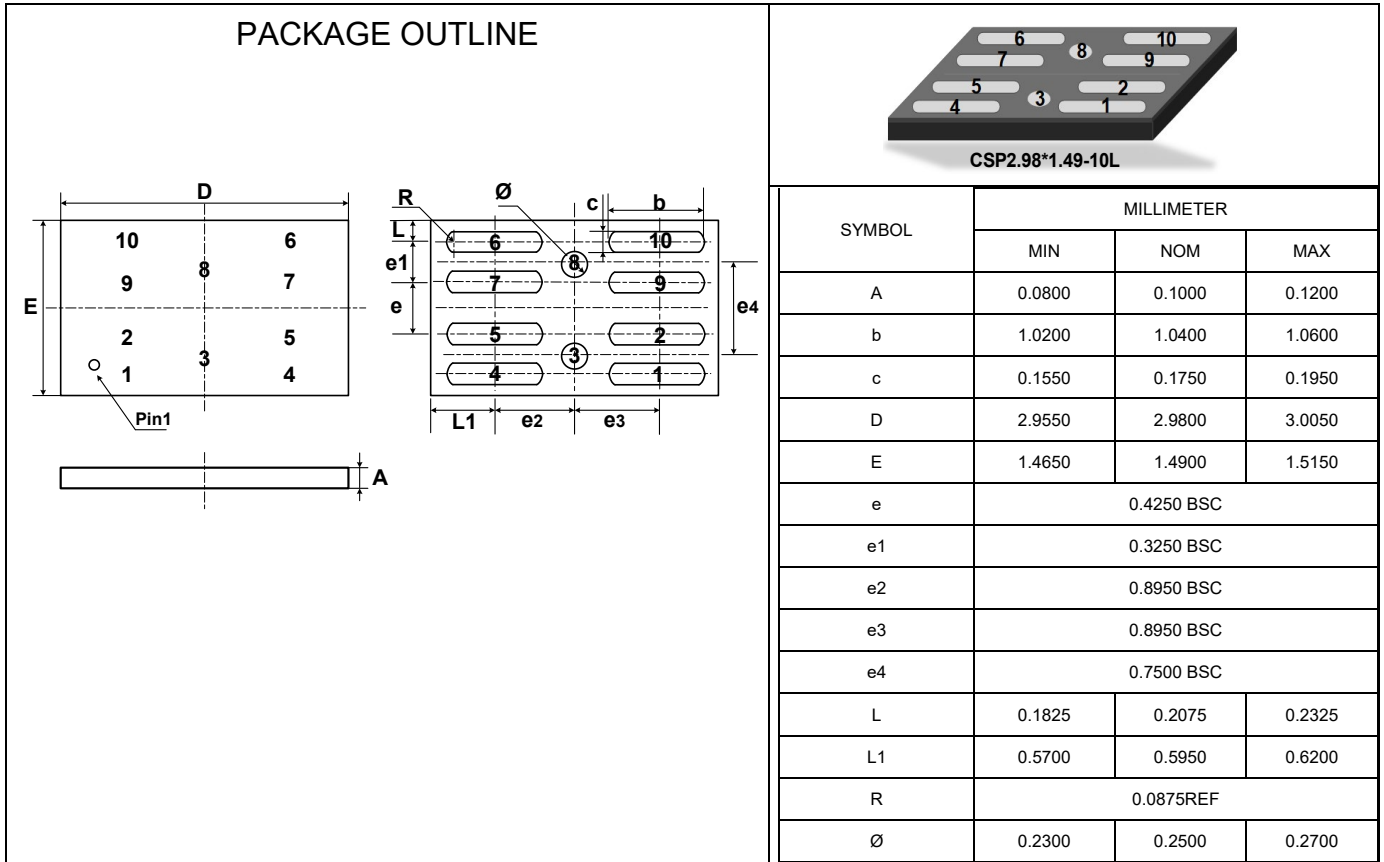 PACKAGE OUTLINE
D
10 6
8
9 7
E
2 5
3
1 4
Pin1
A
R Ø c b
L
6 10
e1 8
7 9
e e4
5 2
3
4 1
L1 e2 e3
6 10
7 8 9
5 2
4 3 1
CSP2.98*1.49-10L
SYMBOL MILLIMETER
MIN NOM MAX
A 0.0800 0.1000 0.1200
b 1.0200 1.0400 1.0600
c 0.1550 0.1750 0.1950
D 2.9550 2.9800 3.0050
E 1.4650 1.4900 1.5150
e 0.4250 BSC
e1 0.3250 BSC
e2 0.8950 BSC
e3 0.8950 BSC
e4 0.7500 BSC
L 0.1825 0.2075 0.2325
L1 0.5700 0.5950 0.6200
R 0.0875REF
Ø 0.2300 0.2500 0.2700